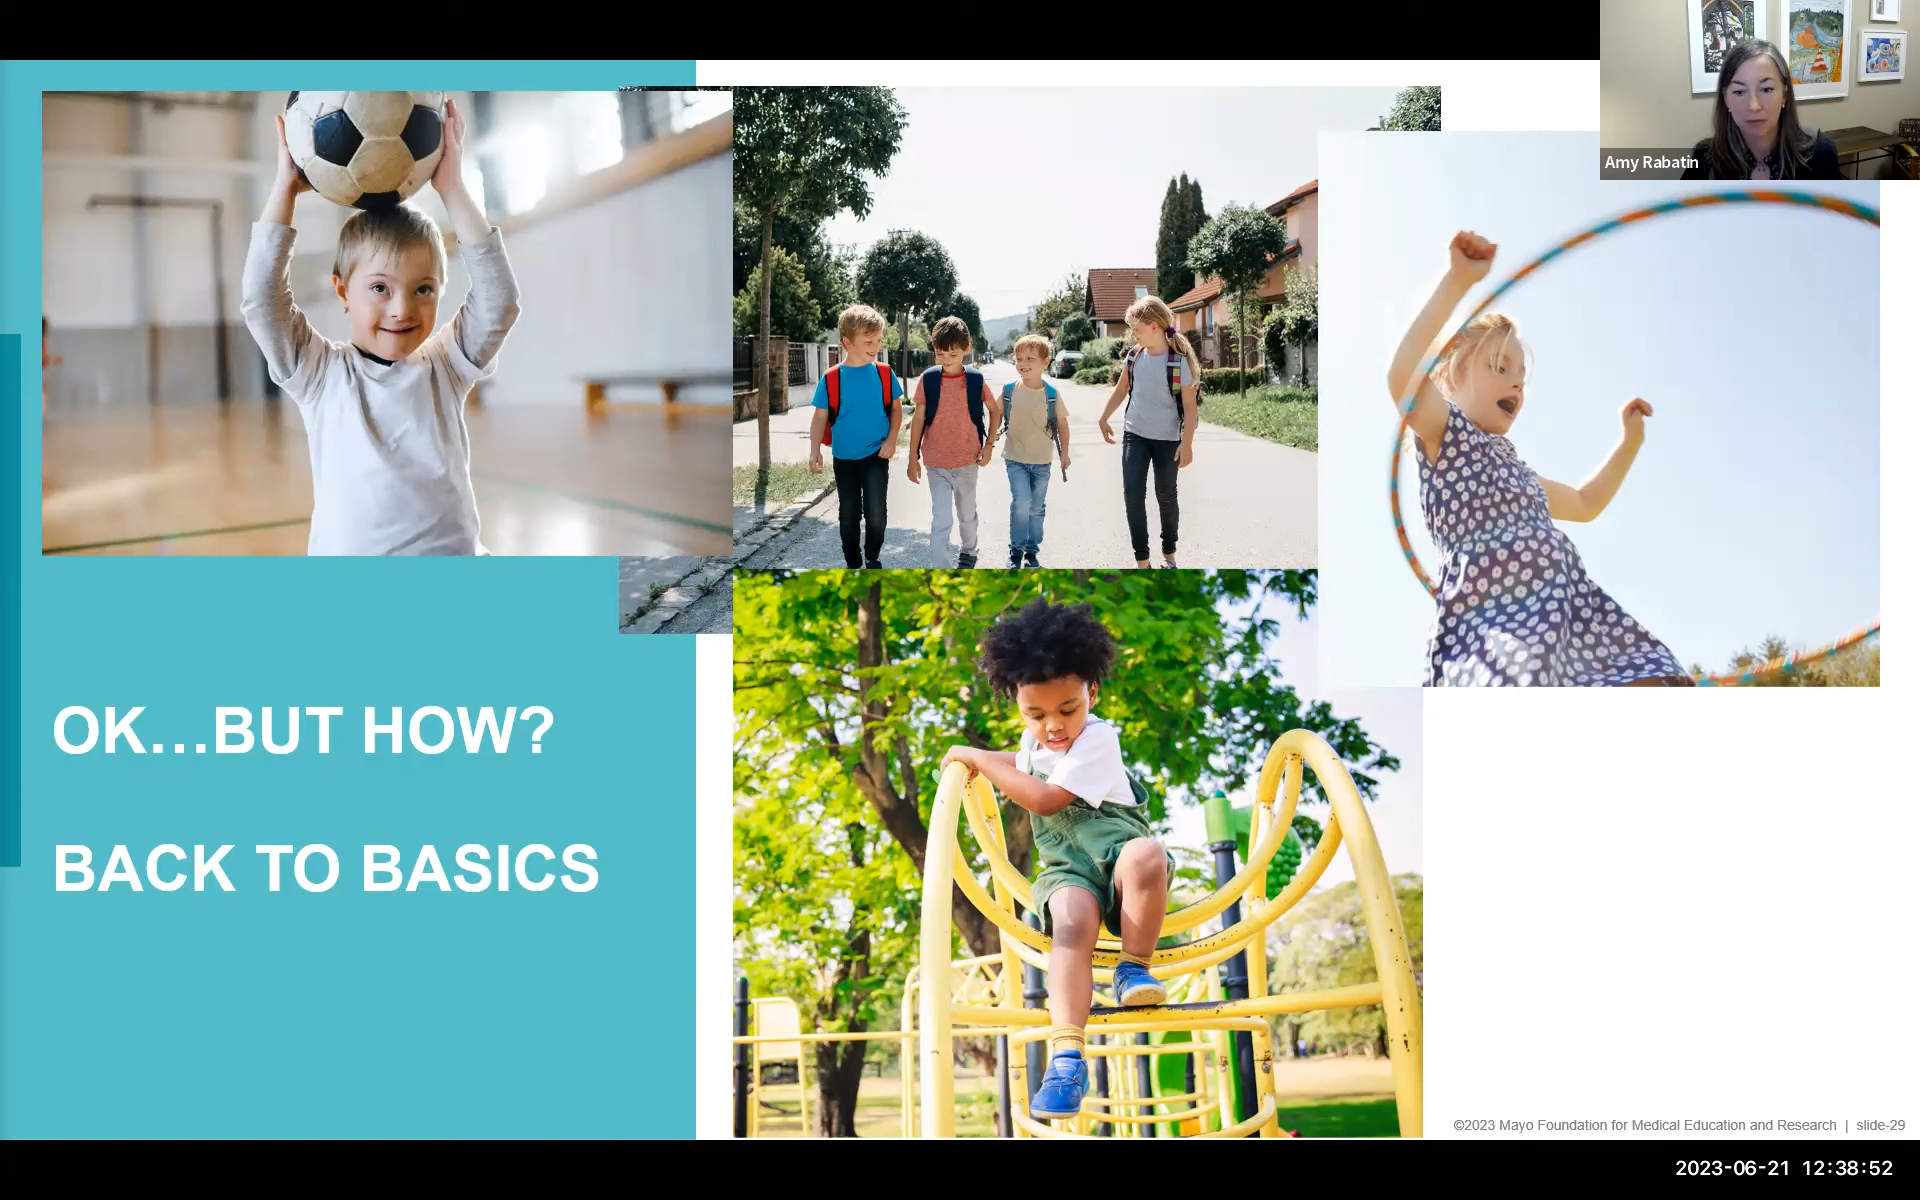 Amy Rabatin
OK...BUT HOW?
BACK TO BASICS
©2023 Mayo Foundation for Medical Education and Research | slide-29
2023-06-21 12:38:52